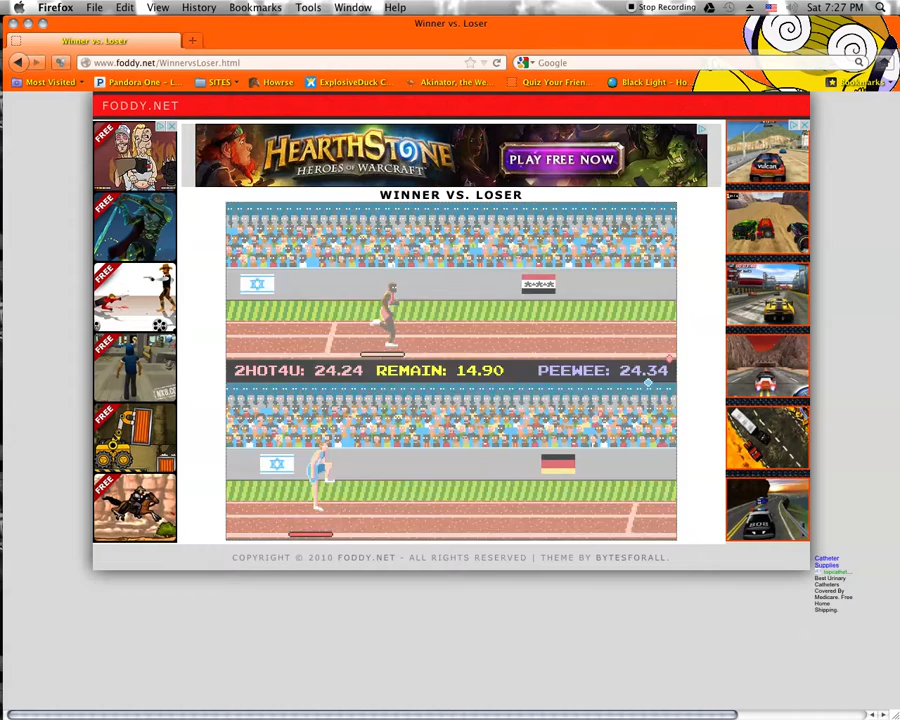 Firefox File Edit View History Bookmarks Tools Window Help Stop Recording Sat 7:27 PM
Winner vs. Loser
Winner vs. Loser
www.foddy.net/WinnervsLoser.html Google
Most Visited Pandora One – L... SITES Howrse ExplosiveDuck C... Akinator, the We... Quiz Your Frien... Black Light – Ho... Bookmarks
FODDY.NET
FREE
HEARTHSTONE
HEROES OF WARCRAFT
PLAY FREE NOW
vulcan
WINNER VS. LOSER
FREE
FREE
FREE
2HOT4U: 24.24 REMAIN: 14.90 PEEWEE: 24.34
FREE
FREE
808
COPYRIGHT © 2010 FODDY.NET - ALL RIGHTS RESERVED | THEME BY BYTESFORALL.
Catheter
Supplies
Best Urinary
Catheters
Covered By
Medicare. Free
Home
Shipping.